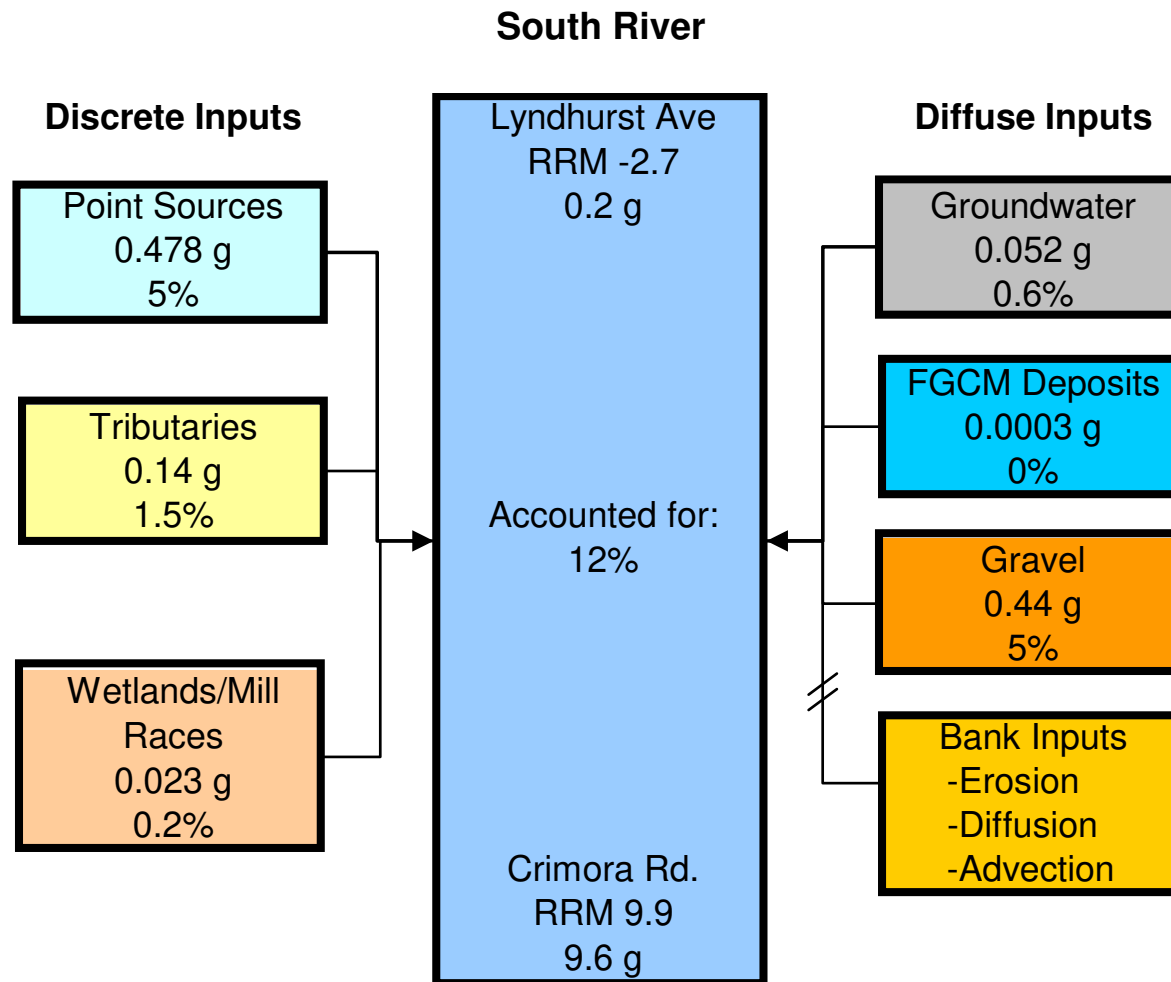 South River
Discrete Inputs
Point Sources
0.478 g
5%
Tributaries
0.14 g
1.5%
Wetlands/Mill
Races
0.023 g
0.2%
Lyndhurst Ave
RRM -2.7
0.2 g
Accounted for:
12%
Crimora Rd.
RRM 9.9
9.6 g
Diffuse Inputs
Groundwater
0.052 g
0.6%
FGCM Deposits
0.0003 g
0%
Gravel
0.44 g
5%
Bank Inputs
-Erosion
-Diffusion
-Advection